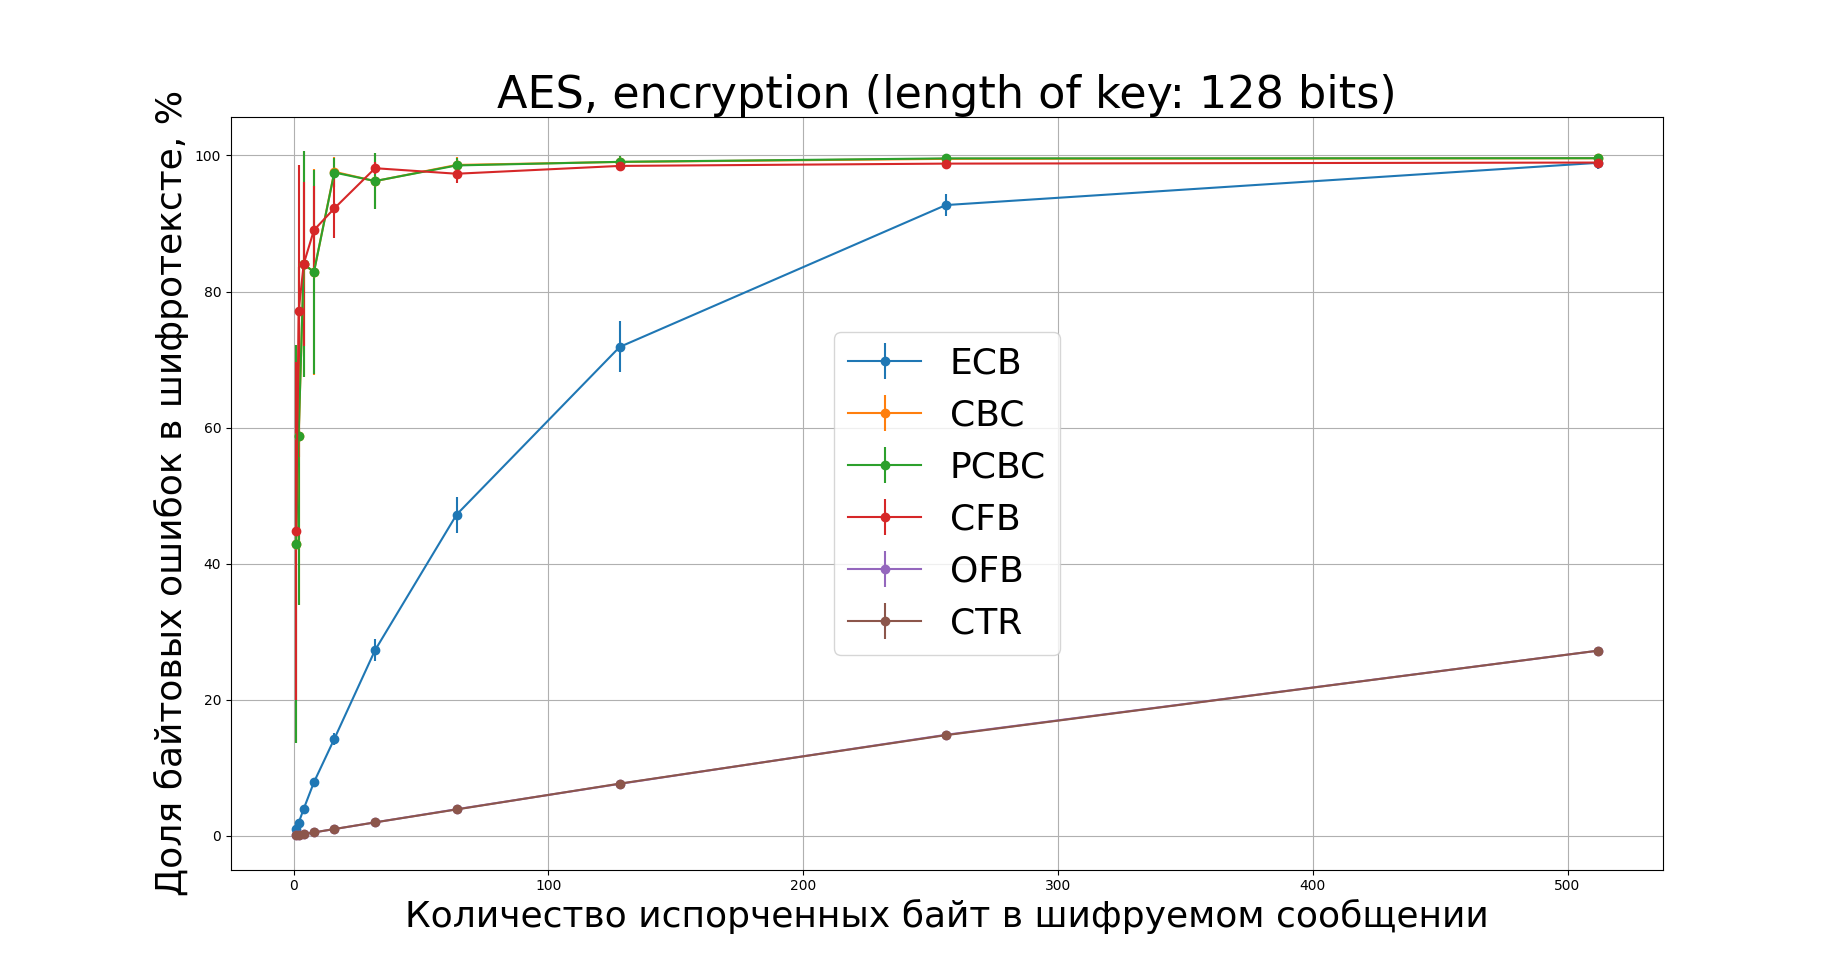 AES, encryption (length of key: 128 bits)
Доля байтовых ошибок в шифротексте, %
100
80
60
40
20
0
ECB
CBC
PCBC
CFB
OFB
CTR
0 100 200 300 400 500
Количество испорченных байт в шифруемом сообщении